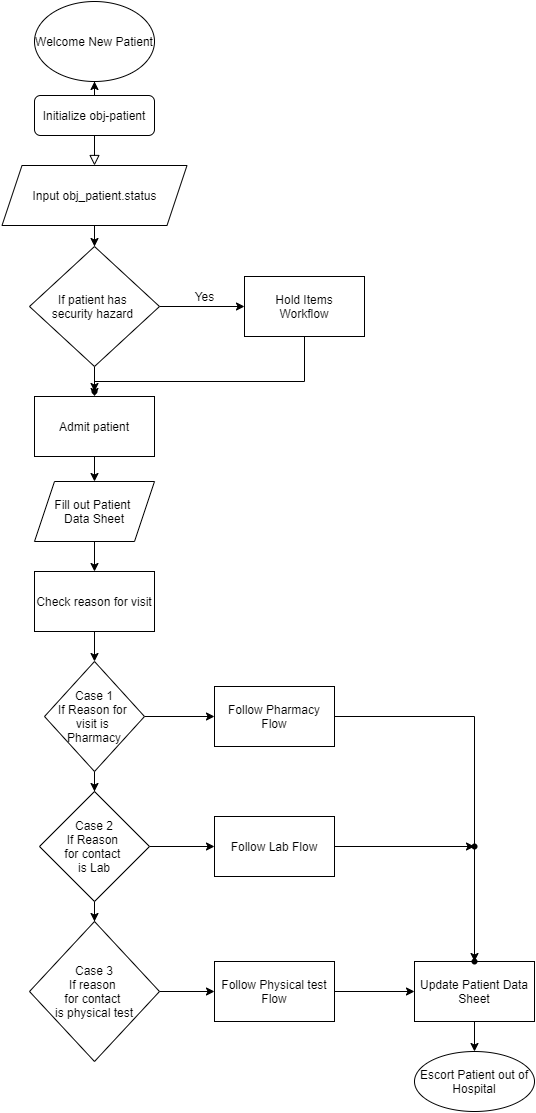 Welcome New Patient
Initialize obj-patient
Input obj_patient.status
If patient has
security hazard
Yes
Hold Items
Workflow
Admit patient
Fill out Patient
Data Sheet
Check reason for visit
Case 1
If Reason for
visit is
Pharmacy
Follow Pharmacy
Flow
Case 2
If Reason
for contact
is Lab
Follow Lab Flow
Case 3
If reason
for contact
is physical test
Follow Physical test
Flow
Update Patient Data
Sheet
Escort Patient out of
Hospital